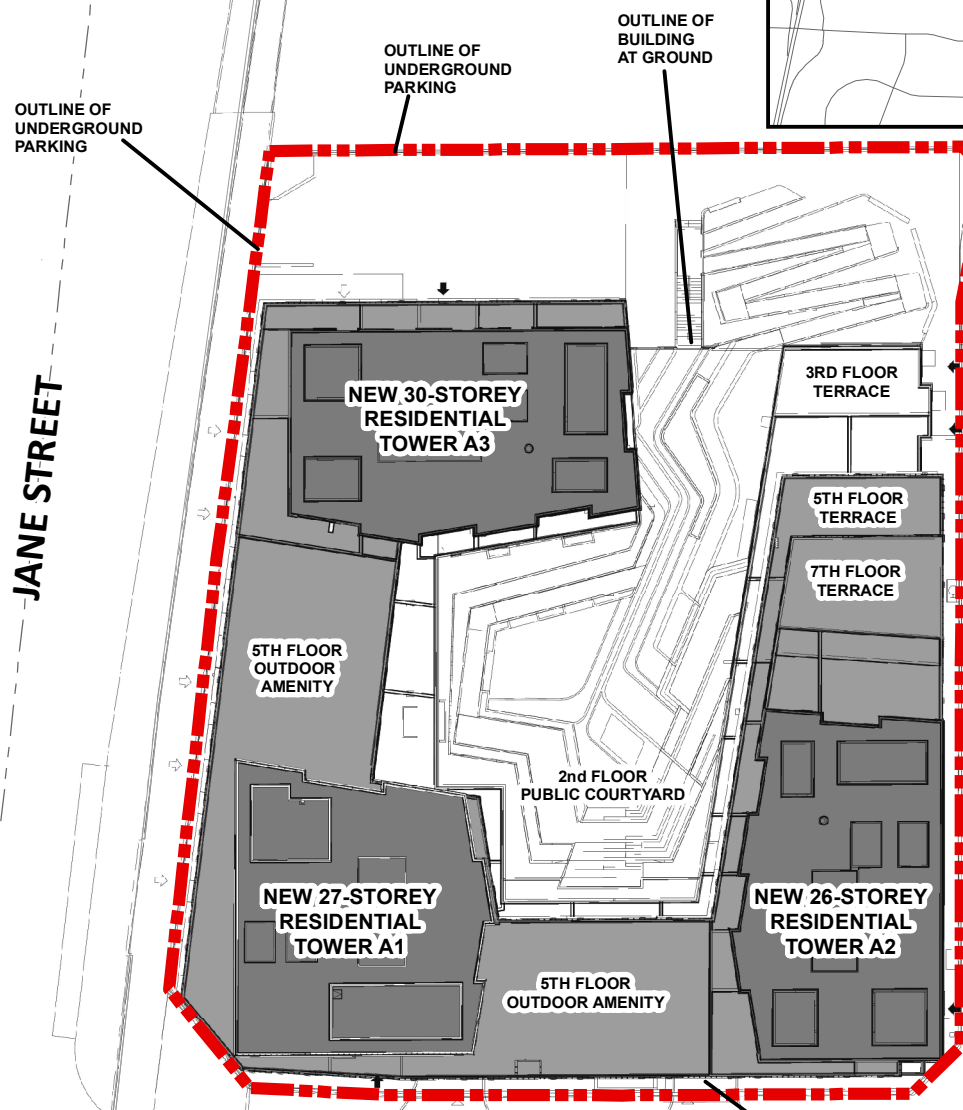 OUTLINE OF
BUILDING
AT GROUND
OUTLINE OF
UNDERGROUND
PARKING
OUTLINE OF
UNDERGROUND
PARKING
JANE STREET
NEW 30-STOREY
RESIDENTIAL
TOWER A3
3RD FLOOR
TERRACE
5TH FLOOR
TERRACE
7TH FLOOR
TERRACE
5TH FLOOR
OUTDOOR
AMENITY
2nd FLOOR
PUBLIC COURTYARD
NEW 27-STOREY
RESIDENTIAL
TOWER A1
NEW 26-STOREY
RESIDENTIAL
TOWER A2
5TH FLOOR
OUTDOOR AMENITY